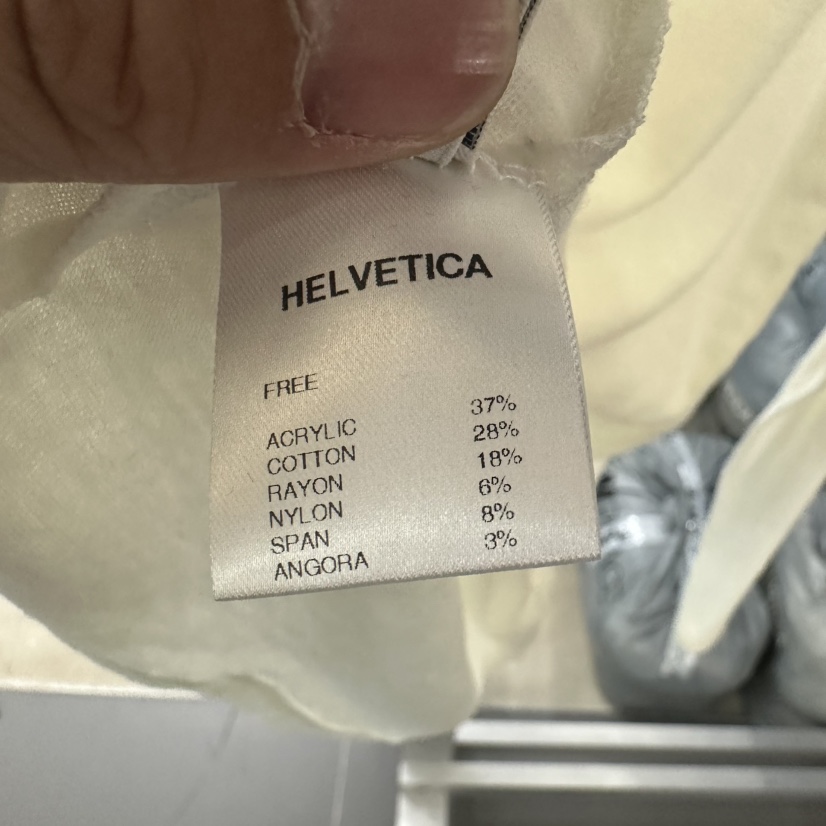 HELVETICA
FREE
ACRYLIC 37%
COTTON 28%
RAYON 18%
NYLON 6%
SPAN 8%
ANGORA 3%